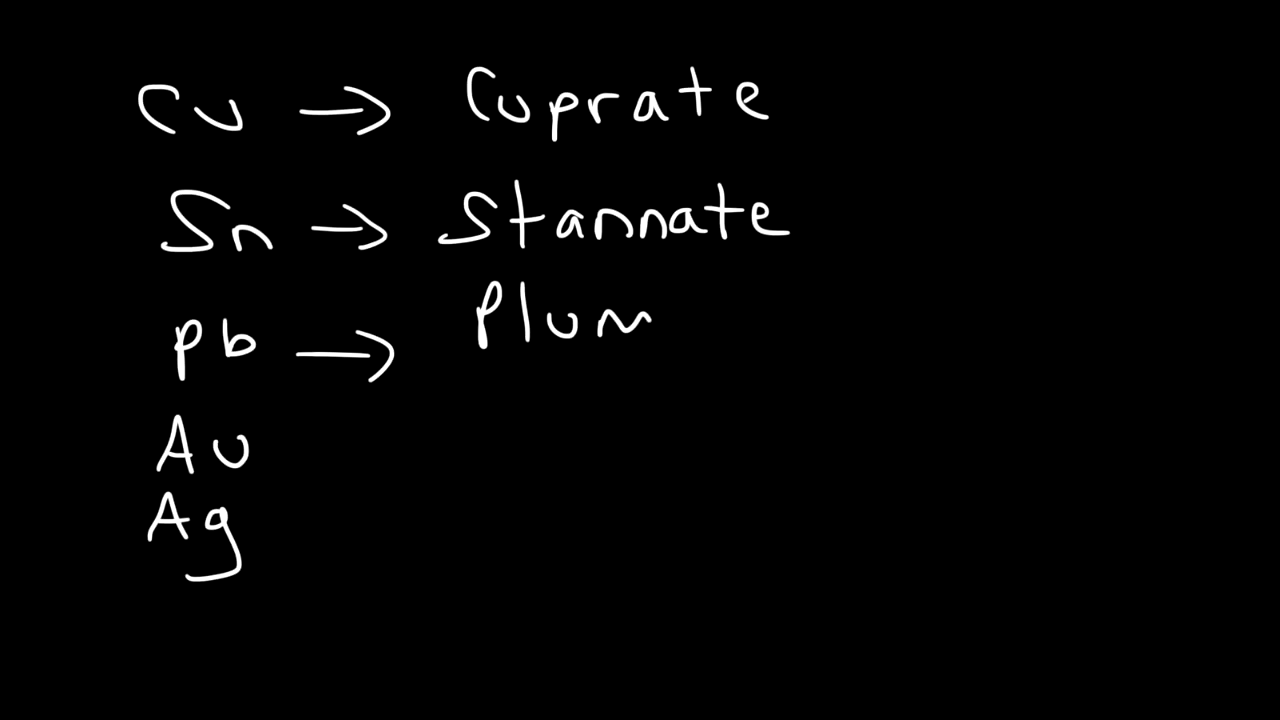 Cu → Cuprate
Sn → Stannate
Pb → Plum
Au
Ag